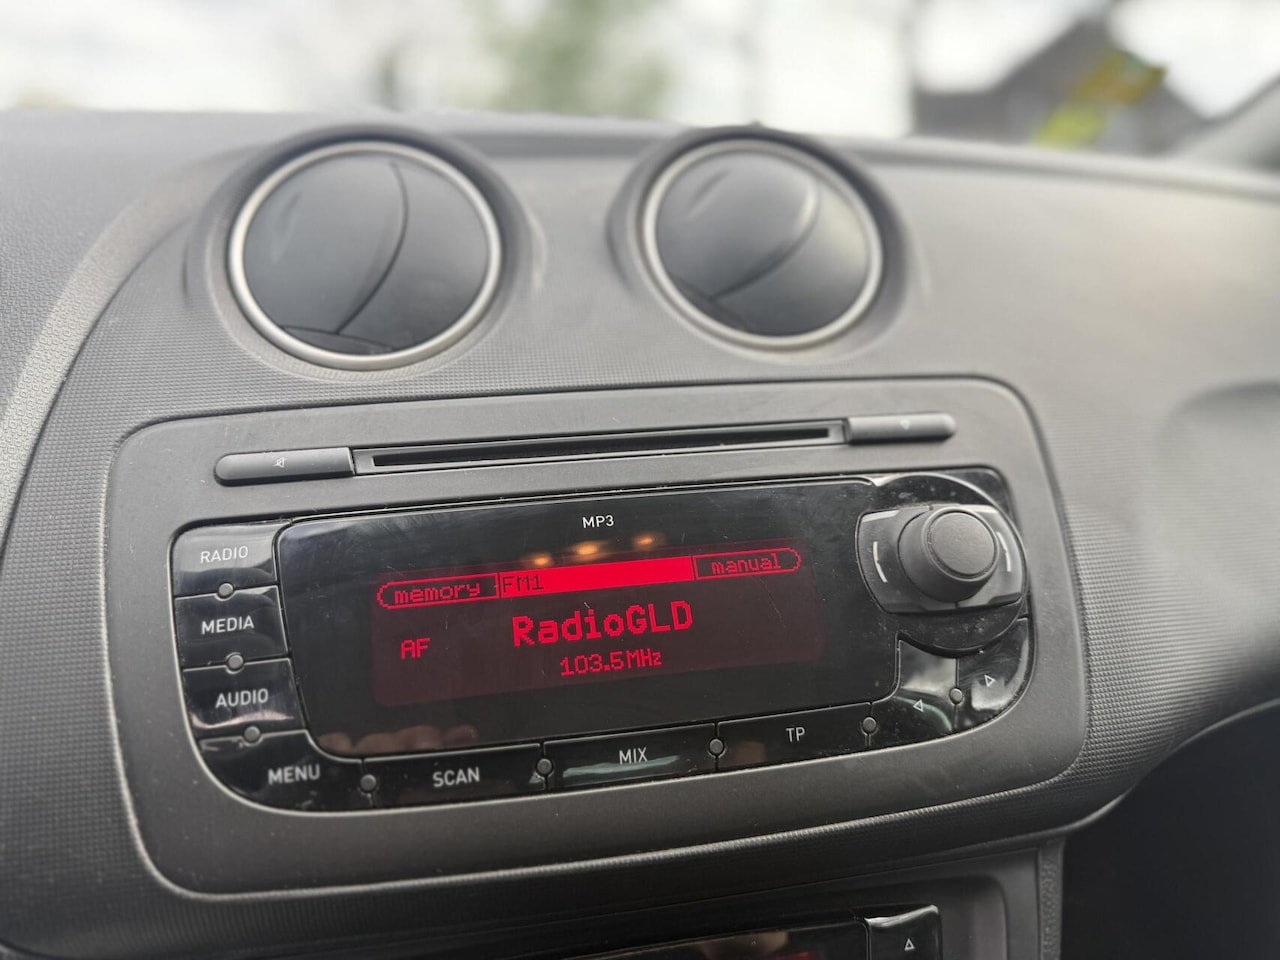 MP3
RADIO
memory FM1 manual
MEDIA
RadioGLD
AF
103.5MHz
AUDIO
MENU
SCAN
MIX
TP